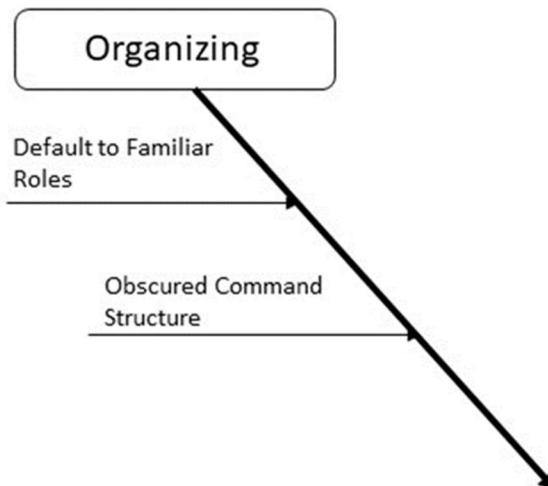 Organizing
Default to Familiar
Roles
Obscured Command
Structure